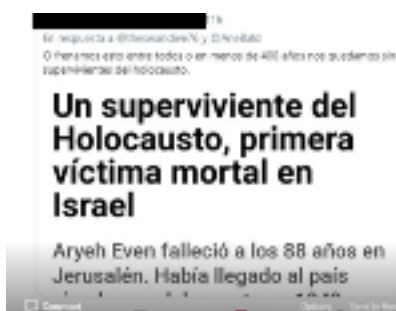 En respuesta a y
O frenamos esto entre todos o en menos de 400 años nos quedamos sin
supervivientes del holocausto.
Un superviviente del
Holocausto, primera
víctima mortal en
Israel
Aryeh Even falleció a los 88 años en
Jerusalén. Había llegado al país
Comment
Options